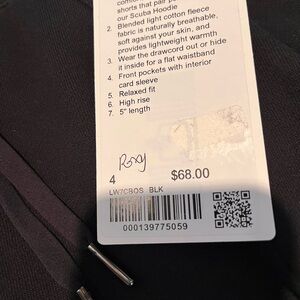 shorts that pair
our Scuba Hoodie
2. Blended light cotton fleece
fabric is naturally breathable,
soft against your skin, and
provides lightweight warmth
3. Wear the drawcord out or hide
it inside for a flat waistband
4. Front pockets with interior
card sleeve
5. Relaxed fit
6. High rise
7. 5" length
4 $68.00
BLK
000139775059